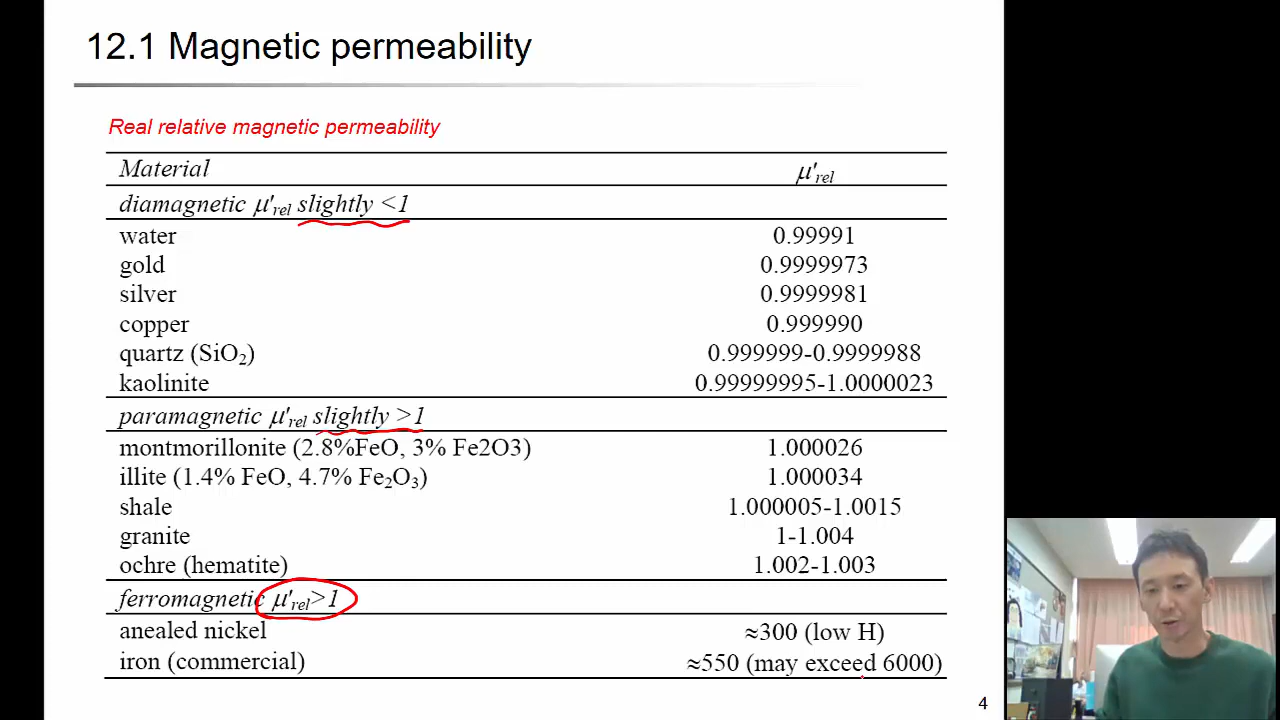 12.1 Magnetic permeability
Real relative magnetic permeability
Material μ'rel
diamagnetic μ'rel slightly <1
water 0.99991
gold 0.9999973
silver 0.9999981
copper 0.999990
quartz (SiO2) 0.999999-0.9999988
kaolinite 0.99999995-1.0000023
paramagnetic μ'rel slightly >1
montmorillonite (2.8%FeO, 3% Fe2O3) 1.000026
illite (1.4% FeO, 4.7% Fe2O3) 1.000034
shale 1.000005-1.0015
granite 1-1.004
ochre (hematite) 1.002-1.003
ferromagnetic μ'rel>1
anealed nickel ≈300 (low H)
iron (commercial) ≈550 (may exceed 6000)
4